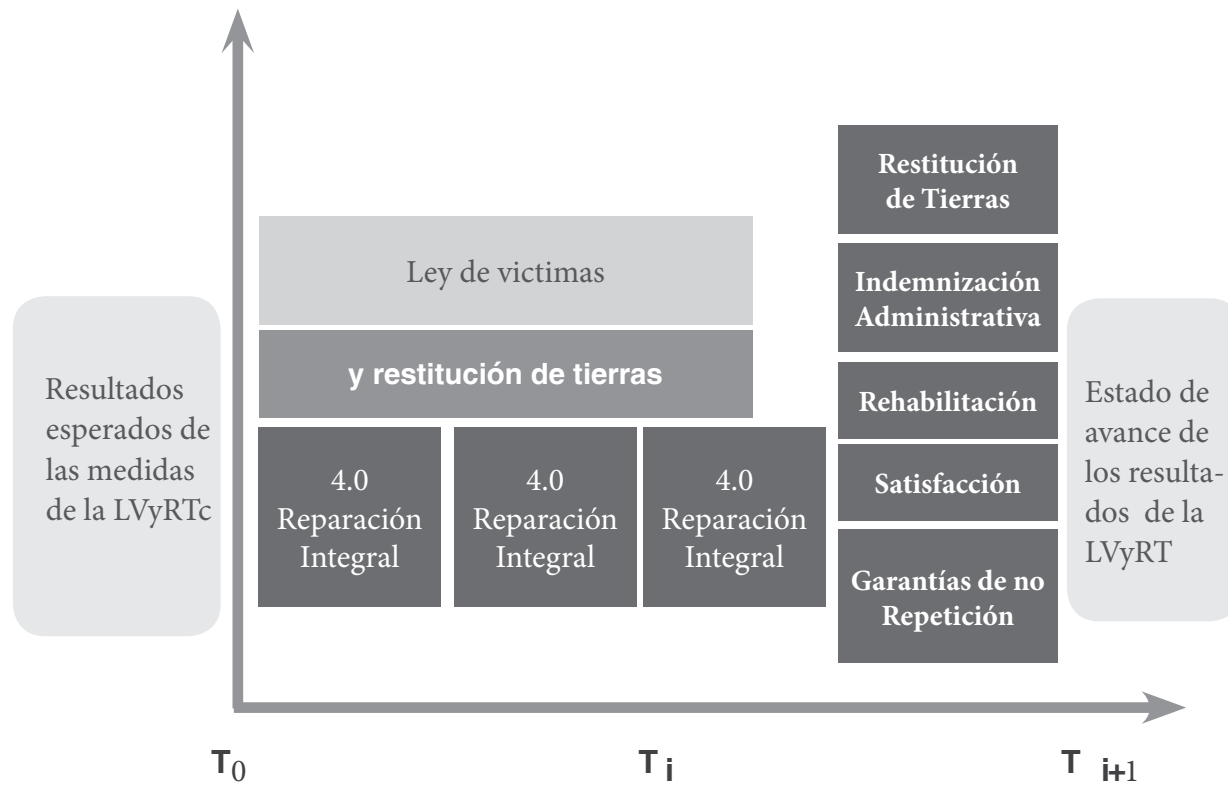 Resultados
esperados de
las medidas
de la LVyRTc
Ley de victimas
y restitución de tierras
4.0
Reparación
Integral
4.0
Reparación
Integral
4.0
Reparación
Integral
Restitución
de Tierras
Indemnización
Administrativa
Rehabilitación
Satisfacción
Garantías de no
Repetición
Estado de
avance de
los resulta-
dos de la
LVyRT
T0
T i
T i+1